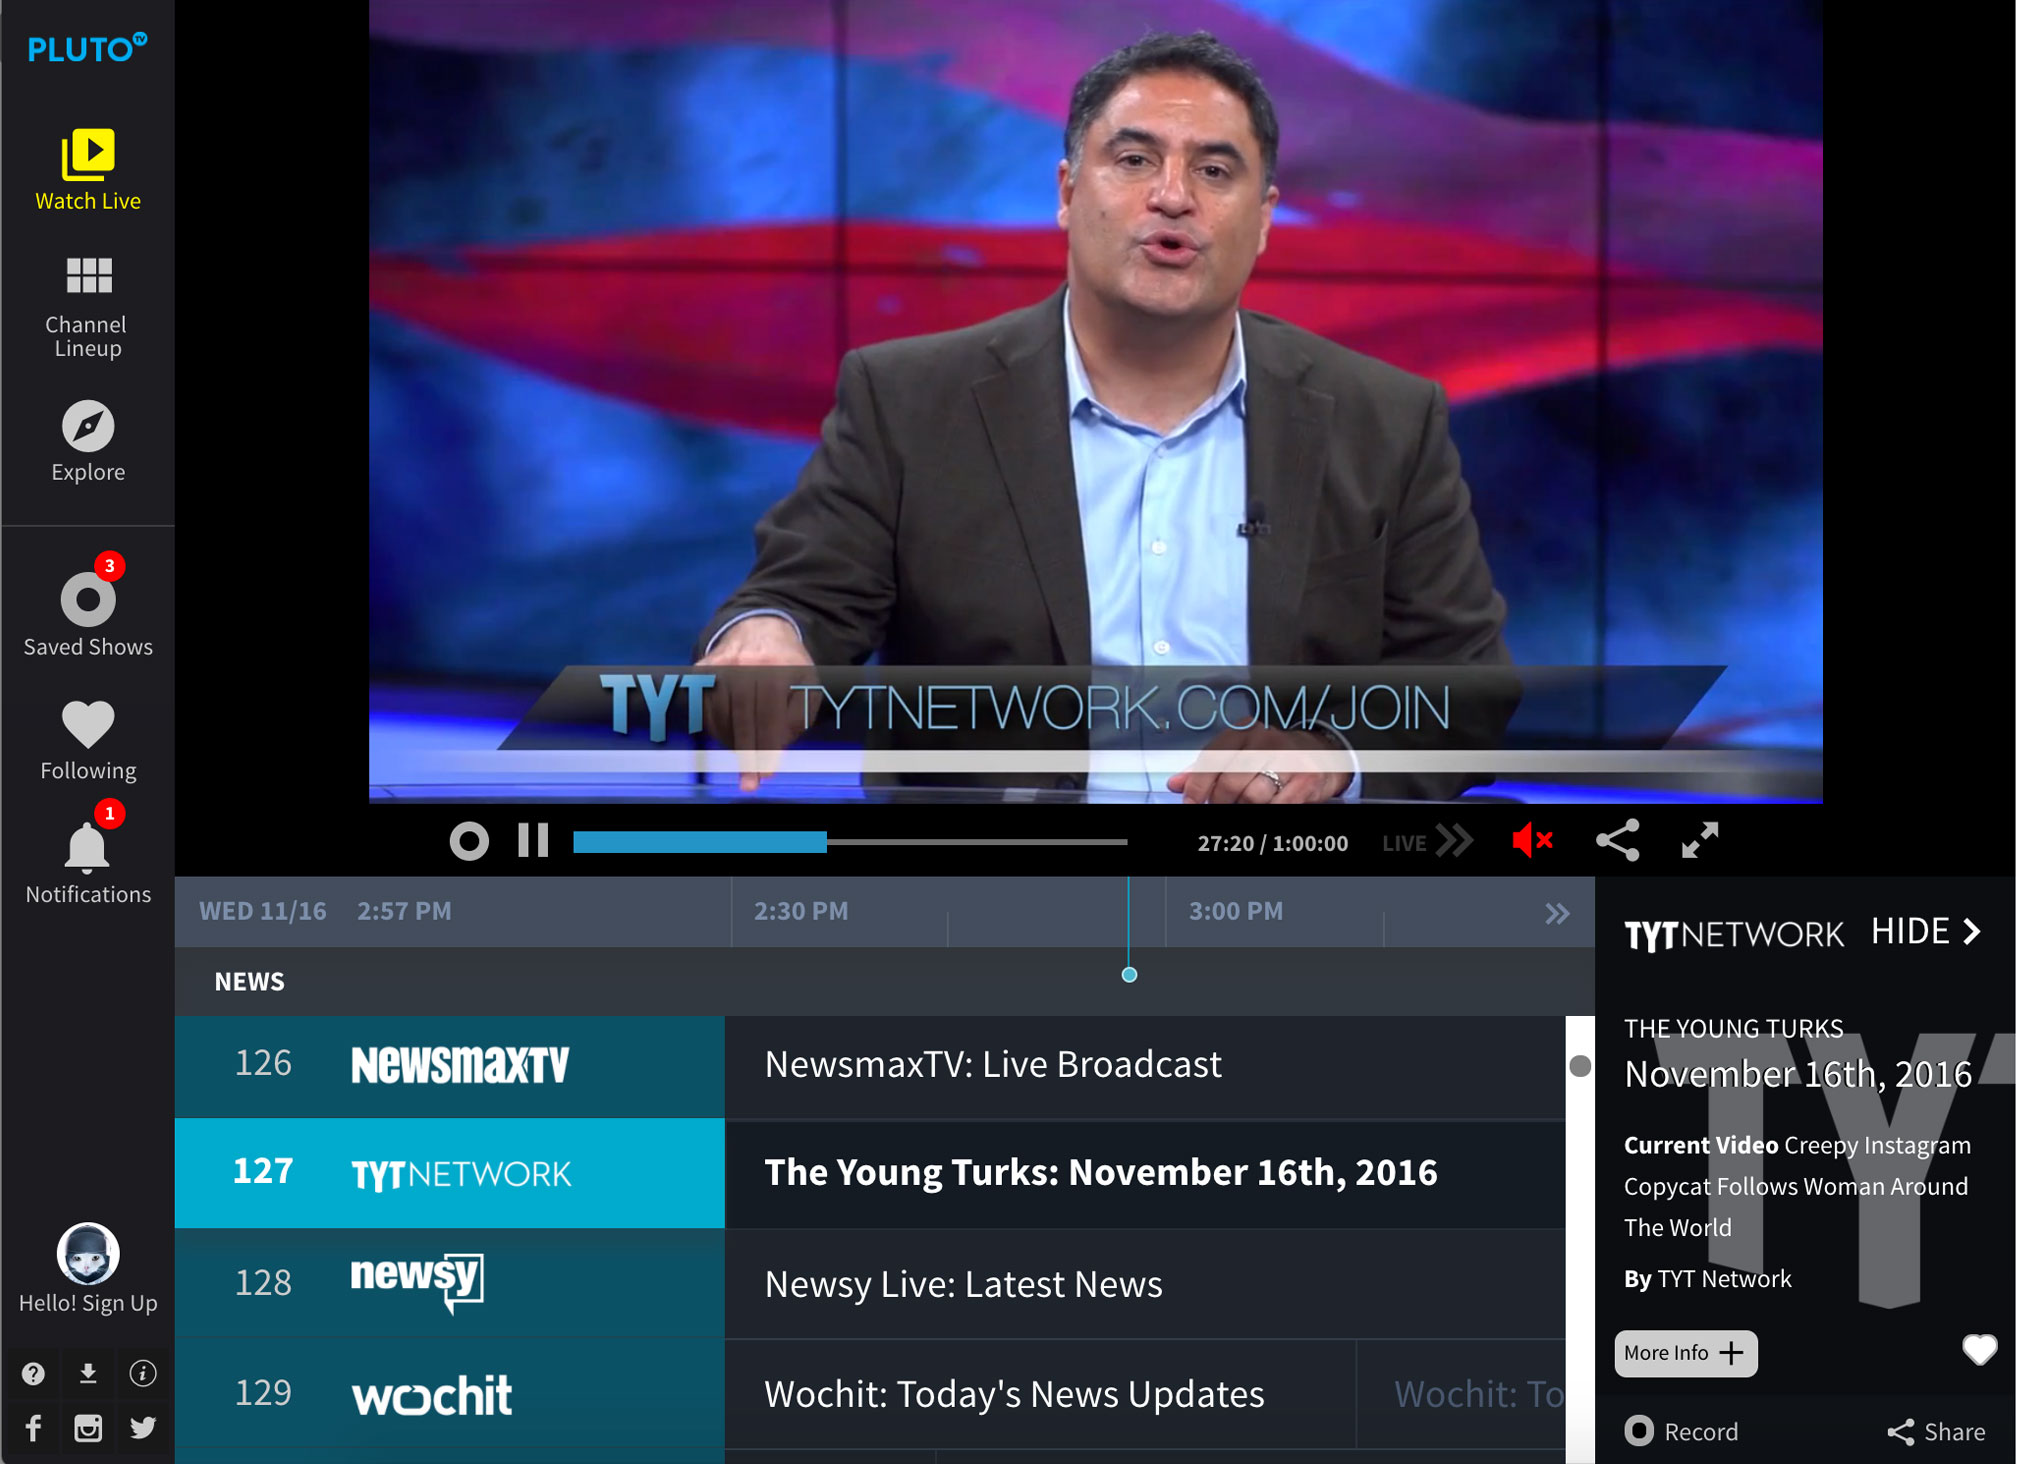 PLUTO TV
Watch Live
Channel
Lineup
Explore
3
Saved Shows
Following
1
Notifications
Hello! Sign Up
TYT TYTNETWORK.COM/JOIN
27:20 / 1:00:00 LIVE
WED 11/16 2:57 PM 2:30 PM 3:00 PM
NEWS
126 NEWSMAXTV NewsmaxTV: Live Broadcast
127 TYTNETWORK The Young Turks: November 16th, 2016
128 newsy Newsy Live: Latest News
129 wochit Wochit: Today's News Updates Wochit: To
TYTNETWORK HIDE
THE YOUNG TURKS
November 16th, 2016
Current Video Creepy Instagram
Copycat Follows Woman Around
The World
By TYT Network
TYT
More Info
Record Share